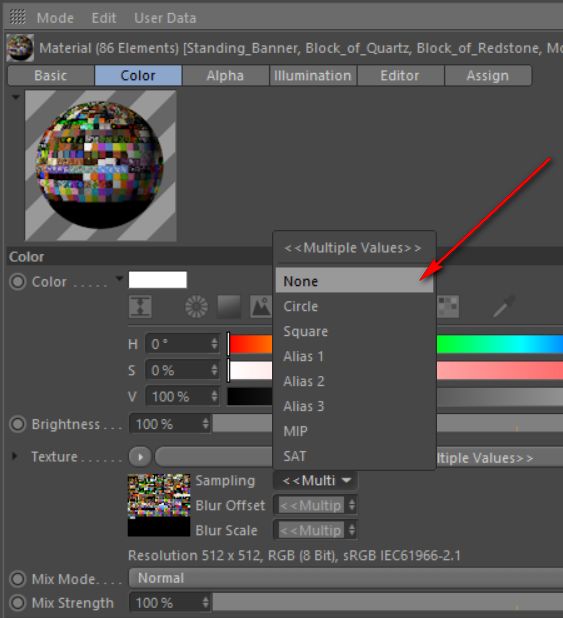 Mode Edit User Data
Material (86 Elements) [Standing_Banner, Block_of_Quartz, Block_of_Redstone, Mo
Basic Color Alpha Illumination Editor Assign
Color
Color . . . . .
<<Multiple Values>>
None
Circle
Square
Alias 1
Alias 2
Alias 3
MIP
SAT
H 0 °
S 0 %
V 100 %
Brightness . . . 100 %
Texture . . . . . ltiple Values>>
Sampling <<Multi
Blur Offset <<Multip
Blur Scale <<Multip
Resolution 512 x 512, RGB (8 Bit), sRGB IEC61966-2.1
Mix Mode. . . . Normal
Mix Strength 100 %